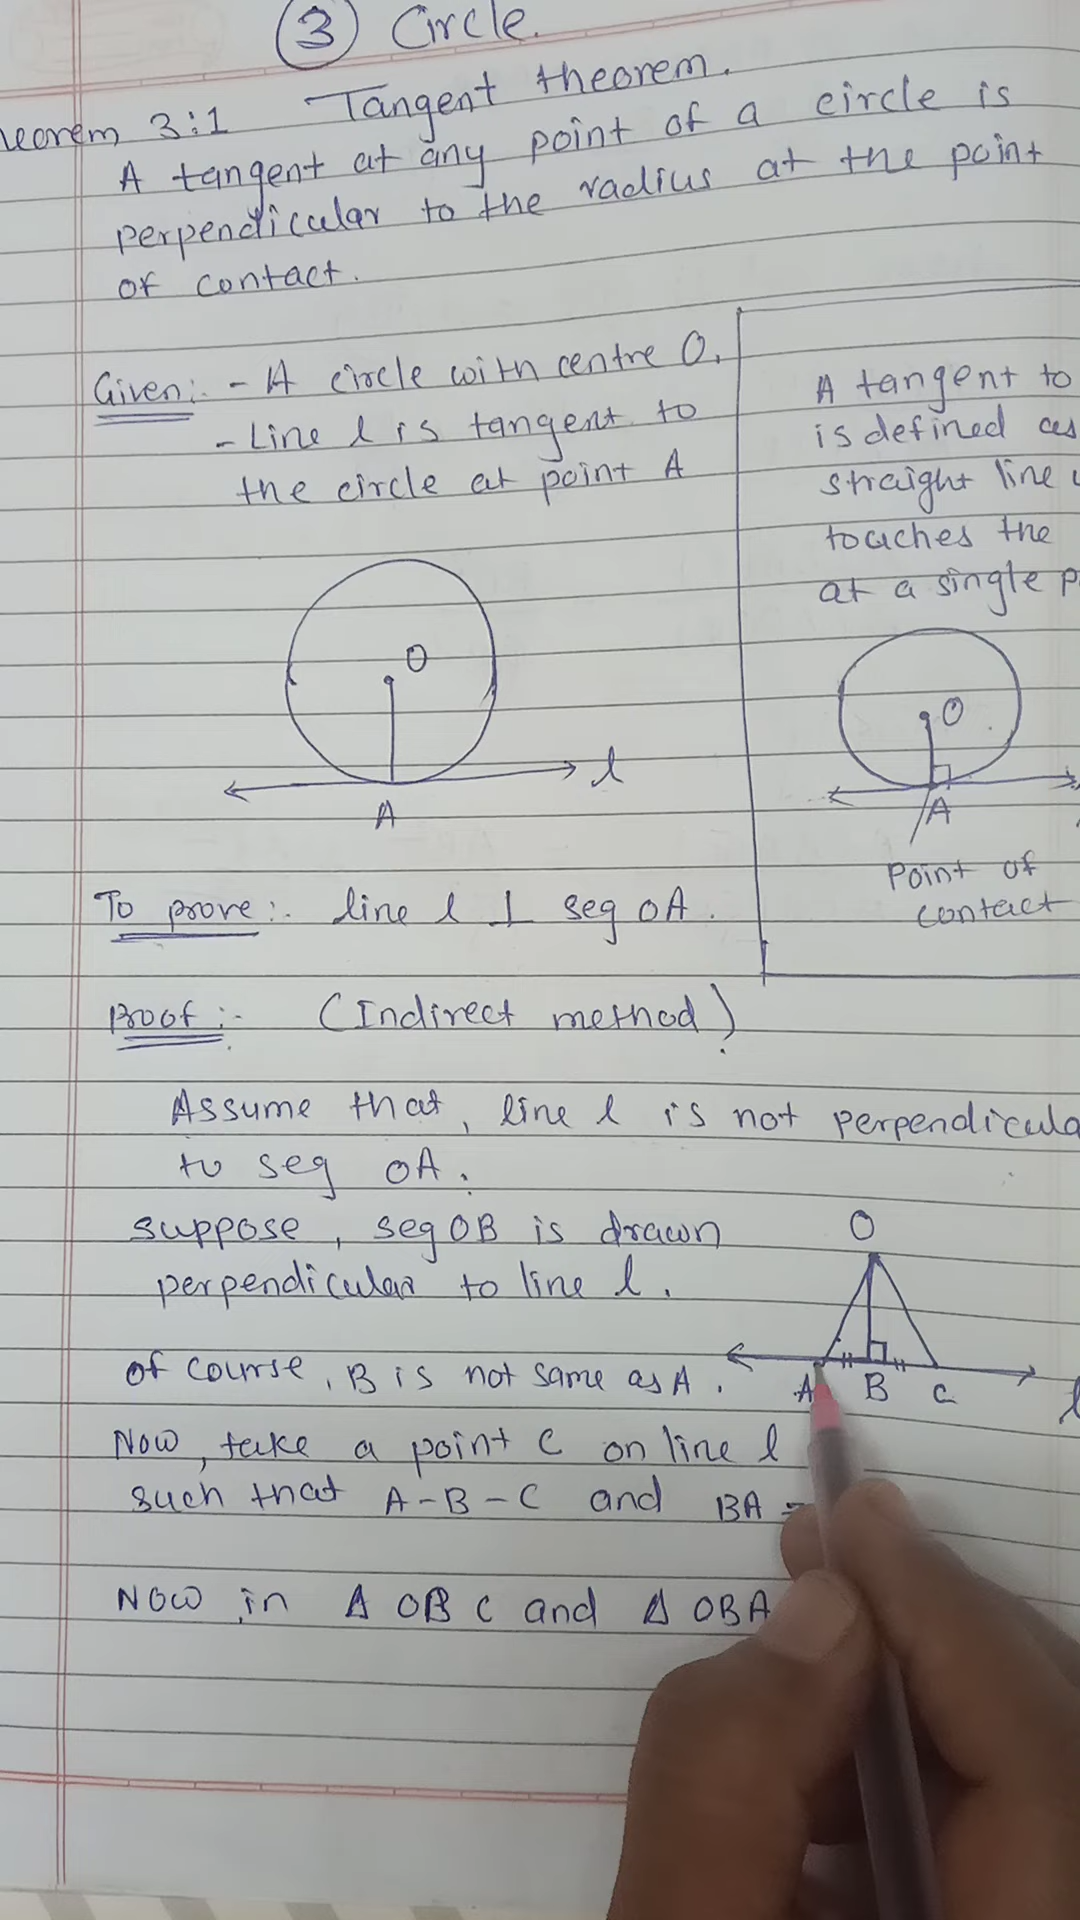 3 Circle.
Tangent theorem.
eorem 3:1
A tangent at any point of a circle is
perpendicular to the radius at the point
of contact.
Given:- - A circle with centre O.
- Line l is tangent to
the circle at point A
A tangent to
is defined as
straight line
touches the
at a single
O
l
A
O
A
Point of
contact
To prove:- line l ⊥ seg OA.
Proof:- (Indirect method)
Assume that, line l is not perpendicula
to seg OA.
suppose, seg OB is drawn
perpendicular to line l.
of course, B is not same as A.
Now, take a point C on line l
such that A-B-C and BA =
Now in Δ OBC and Δ OBA
O
A B C
l